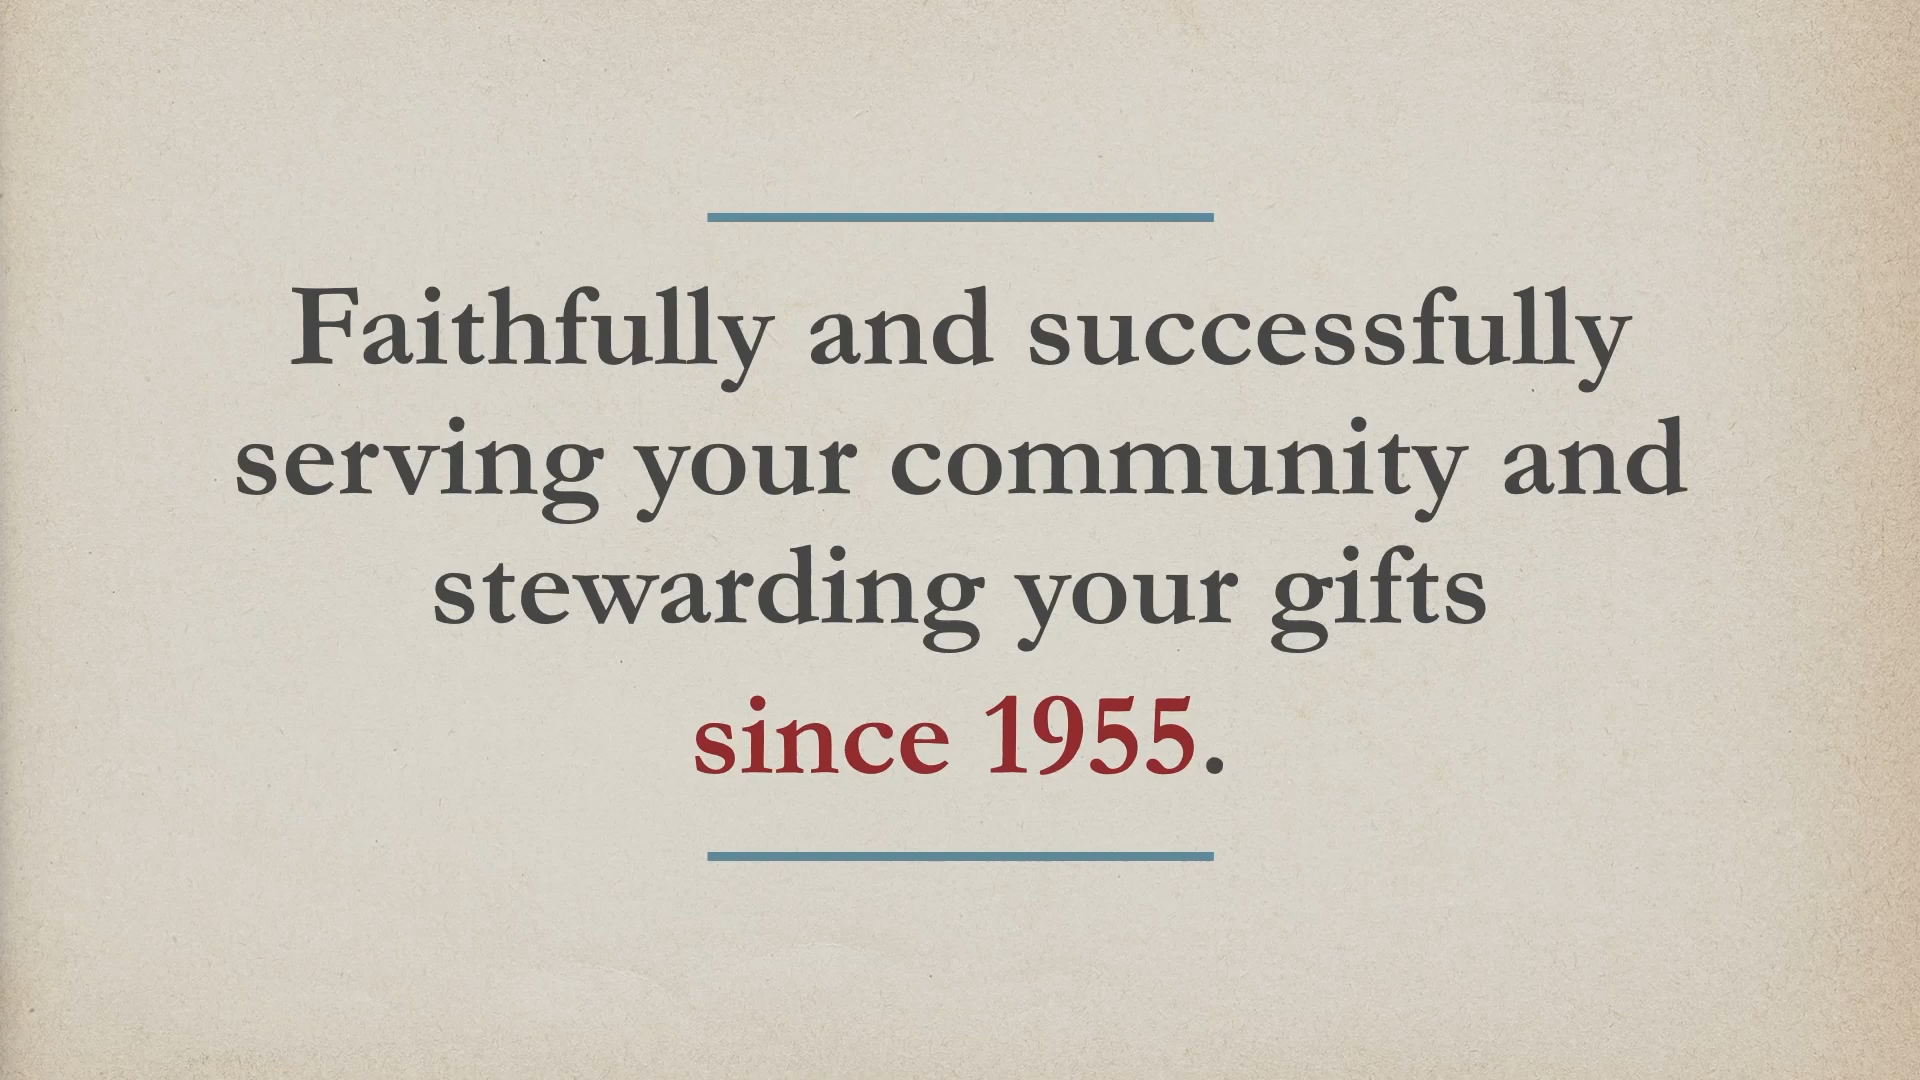 Faithfully and successfully
serving your community and
stewarding your gifts
since 1955.